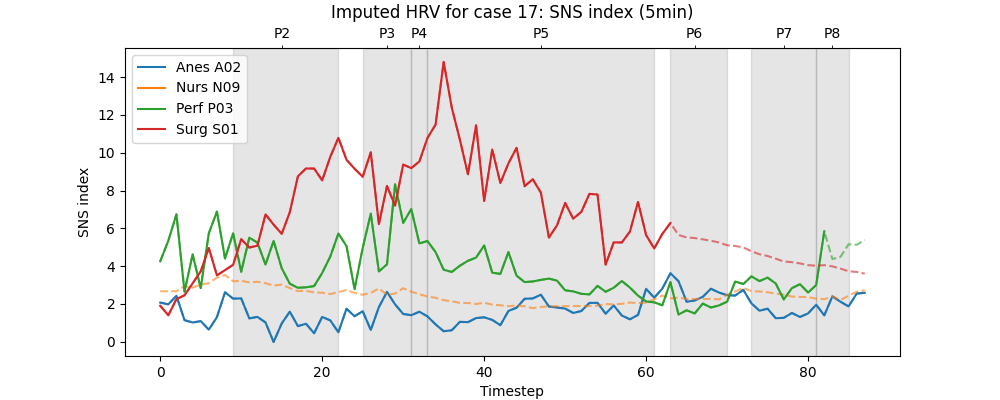 Imputed HRV for case 17: SNS index (5min)
P2 P3 P4 P5 P6 P7 P8
Anes A02
Nurs N09
Perf P03
Surg S01
SNS index
14
12
10
8
6
4
2
0
0 20 40 60 80
Timestep